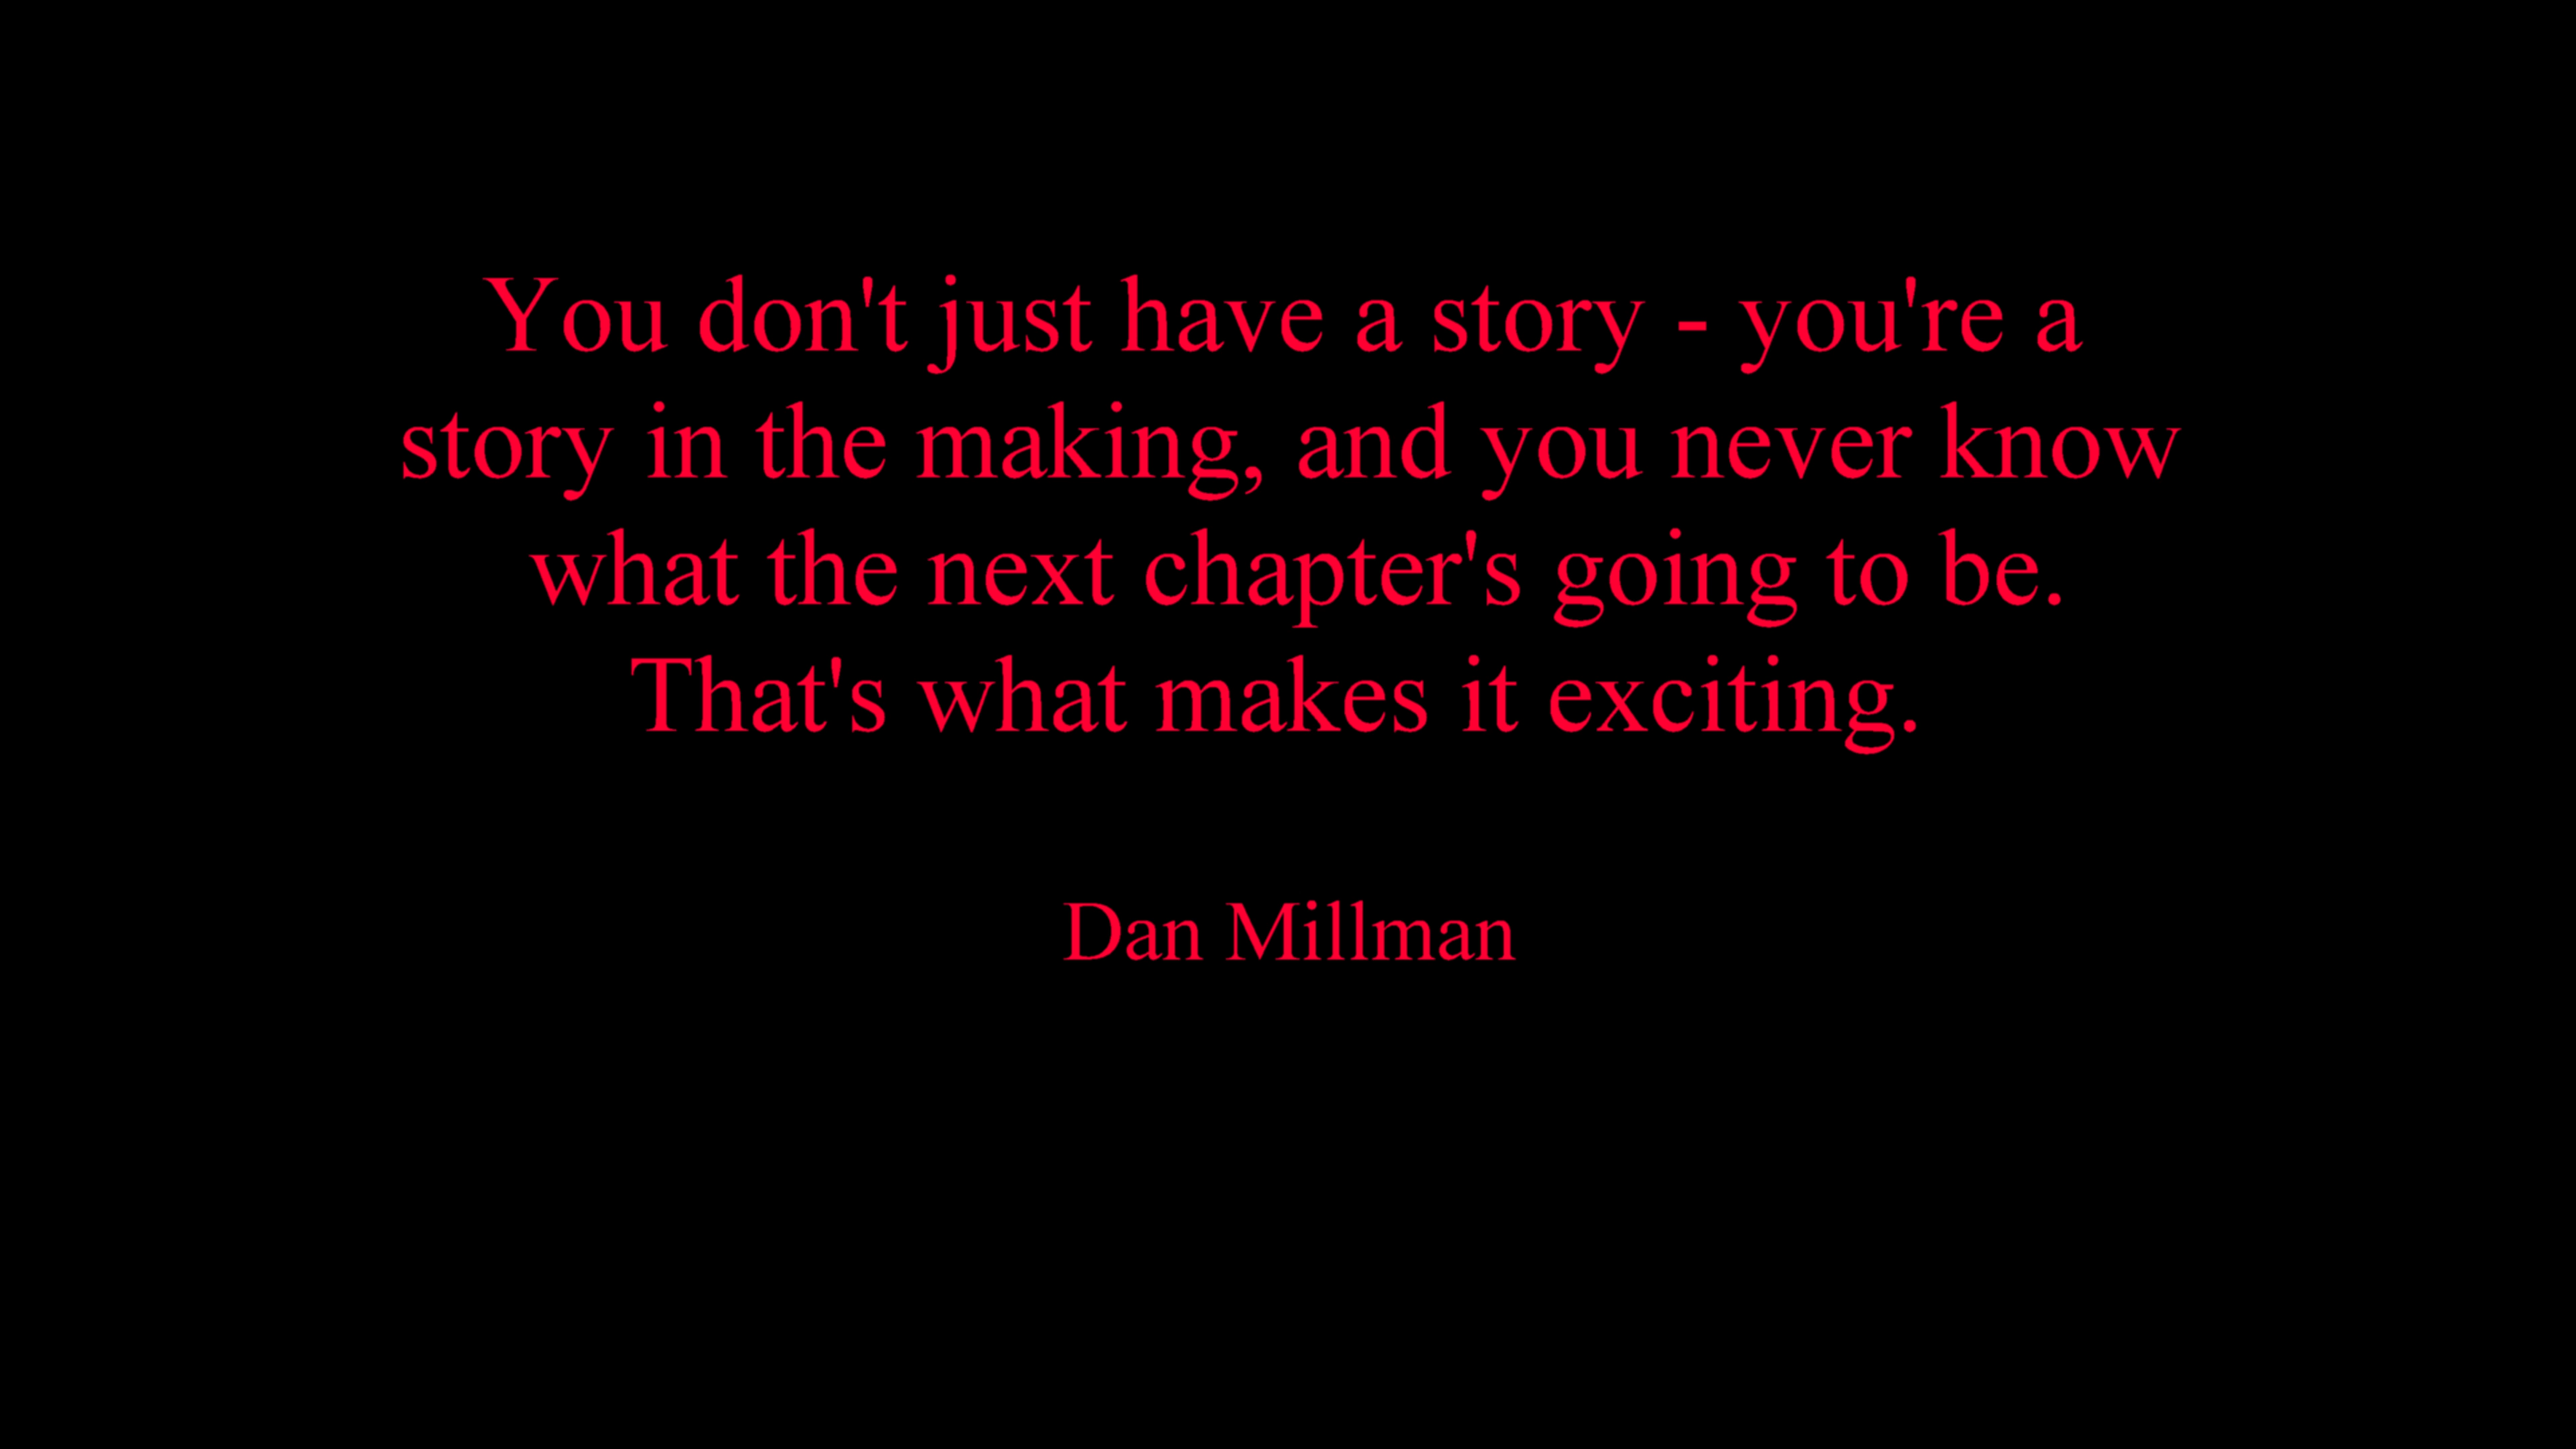 You don't just have a story - you're a
story in the making, and you never know
what the next chapter's going to be.
That's what makes it exciting.
Dan Millman